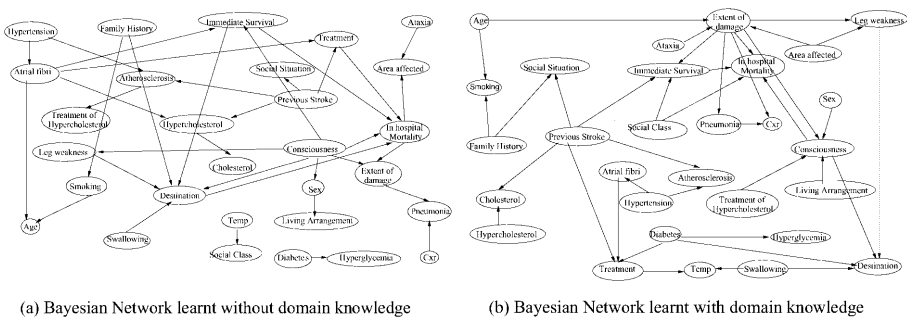 Hypertension
Family History
Immediate Survival
Ataxia
Treatment
Atrial fibri
Atherosclerosis
Social Situation
Area affected
Previous Stroke
Treatment of
Hypercholesterol
Hypercholesterol
In hospital
Mortality
Leg weakness
Consciousness
Cholesterol
Extent of
damage
Smoking
Destination
Sex
Pneumonia
Age
Living Arrangement
Swallowing
Temp
Social Class
Diabetes
Hyperglycemia
Cxr
(a) Bayesian Network learnt without domain knowledge
Age
Extent of
damage
Leg weakness
Ataxia
Area affected
Social Situation
Immediate Survival
In hospital
Mortality
Smoking
Sex
Social Class
Pneumonia
Cxr
Previous Stroke
Family History
Consciousness
Atrial fibri
Atherosclerosis
Living Arrangement
Cholesterol
Hypertension
Treatment of
Hypercholesterol
Hypercholesterol
Diabetes
Hyperglycemia
Treatment
Temp
Swallowing
Destination
(b) Bayesian Network learnt with domain knowledge